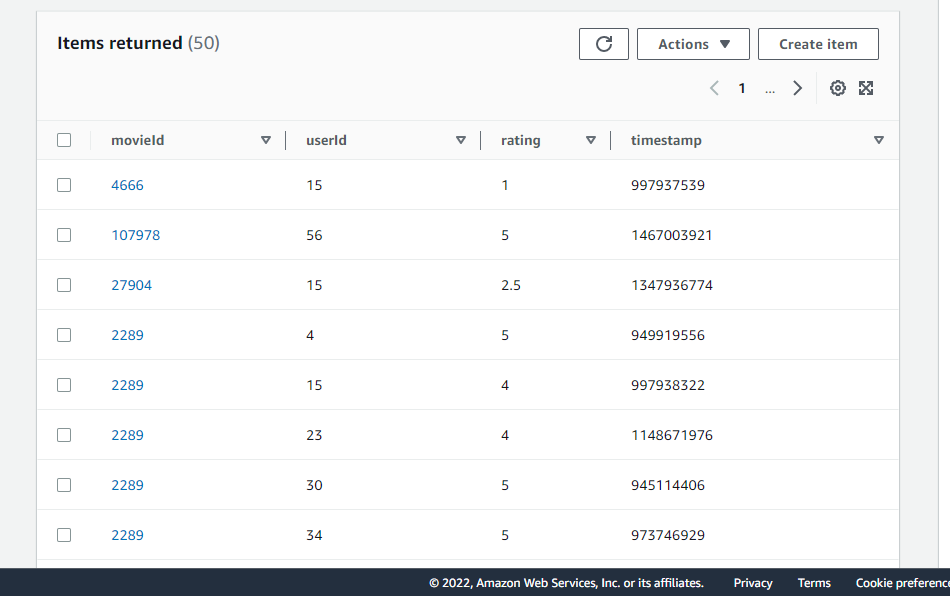 Items returned (50)
Actions
Create item
1 ...
movieId userId rating timestamp
4666 15 1 997937539
107978 56 5 1467003921
27904 15 2.5 1347936774
2289 4 5 949919556
2289 15 4 997938322
2289 23 4 1148671976
2289 30 5 945114406
2289 34 5 973746929
© 2022, Amazon Web Services, Inc. or its affiliates. Privacy Terms Cookie preference